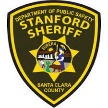 DEPARTMENT OF PUBLIC SAFETY
STANFORD
SHERIFF
SANTA CLARA
COUNTY